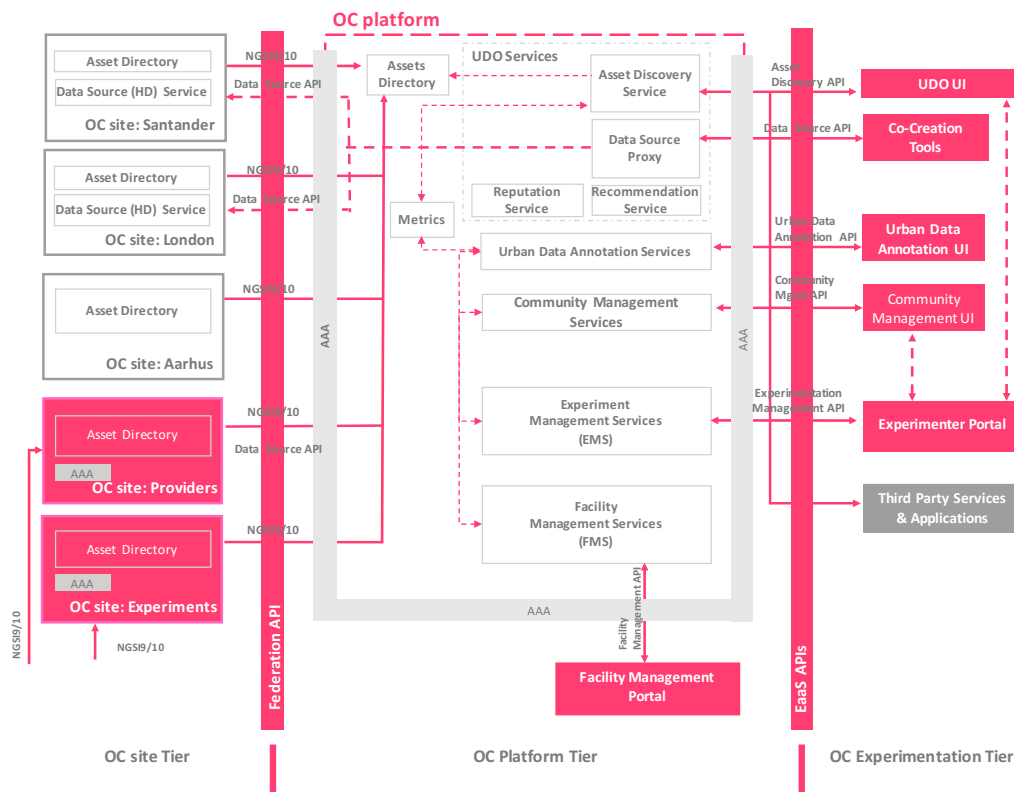 OC platform
Asset Directory
Data Source (HD) Service
OC site: Santander
NGSI9/10
Data Source API
Assets
Directory
UDO Services
Asset Discovery
Service
Data Source
Proxy
Reputation
Service
Recommendation
Service
Asset
Discovery API
UDO UI
Data Source API
Co-Creation
Tools
Asset Directory
Data Source (HD) Service
OC site: London
NGSI9/10
Data Source API
Metrics
Urban Data Annotation Services
Urban Data
Annotation API
Urban Data
Annotation UI
Asset Directory
OC site: Aarhus
NGSI9/10
AAA
Community Management
Services
AAA
Community
Mgmt API
Community
Management UI
Asset Directory
AAA
OC site: Providers
NGSI9/10
Data Source API
Experiment
Management Services
(EMS)
Experimentation
Management API
Experimenter Portal
Asset Directory
AAA
OC site: Experiments
NGSI9/10
Facility
Management Services
(FMS)
Third Party Services
& Applications
NGSI9/10
NGSI9/10
Federation API
AAA
Facility
Management API
Facility Management
Portal
EaaS APIs
OC site Tier
OC Platform Tier
OC Experimentation Tier